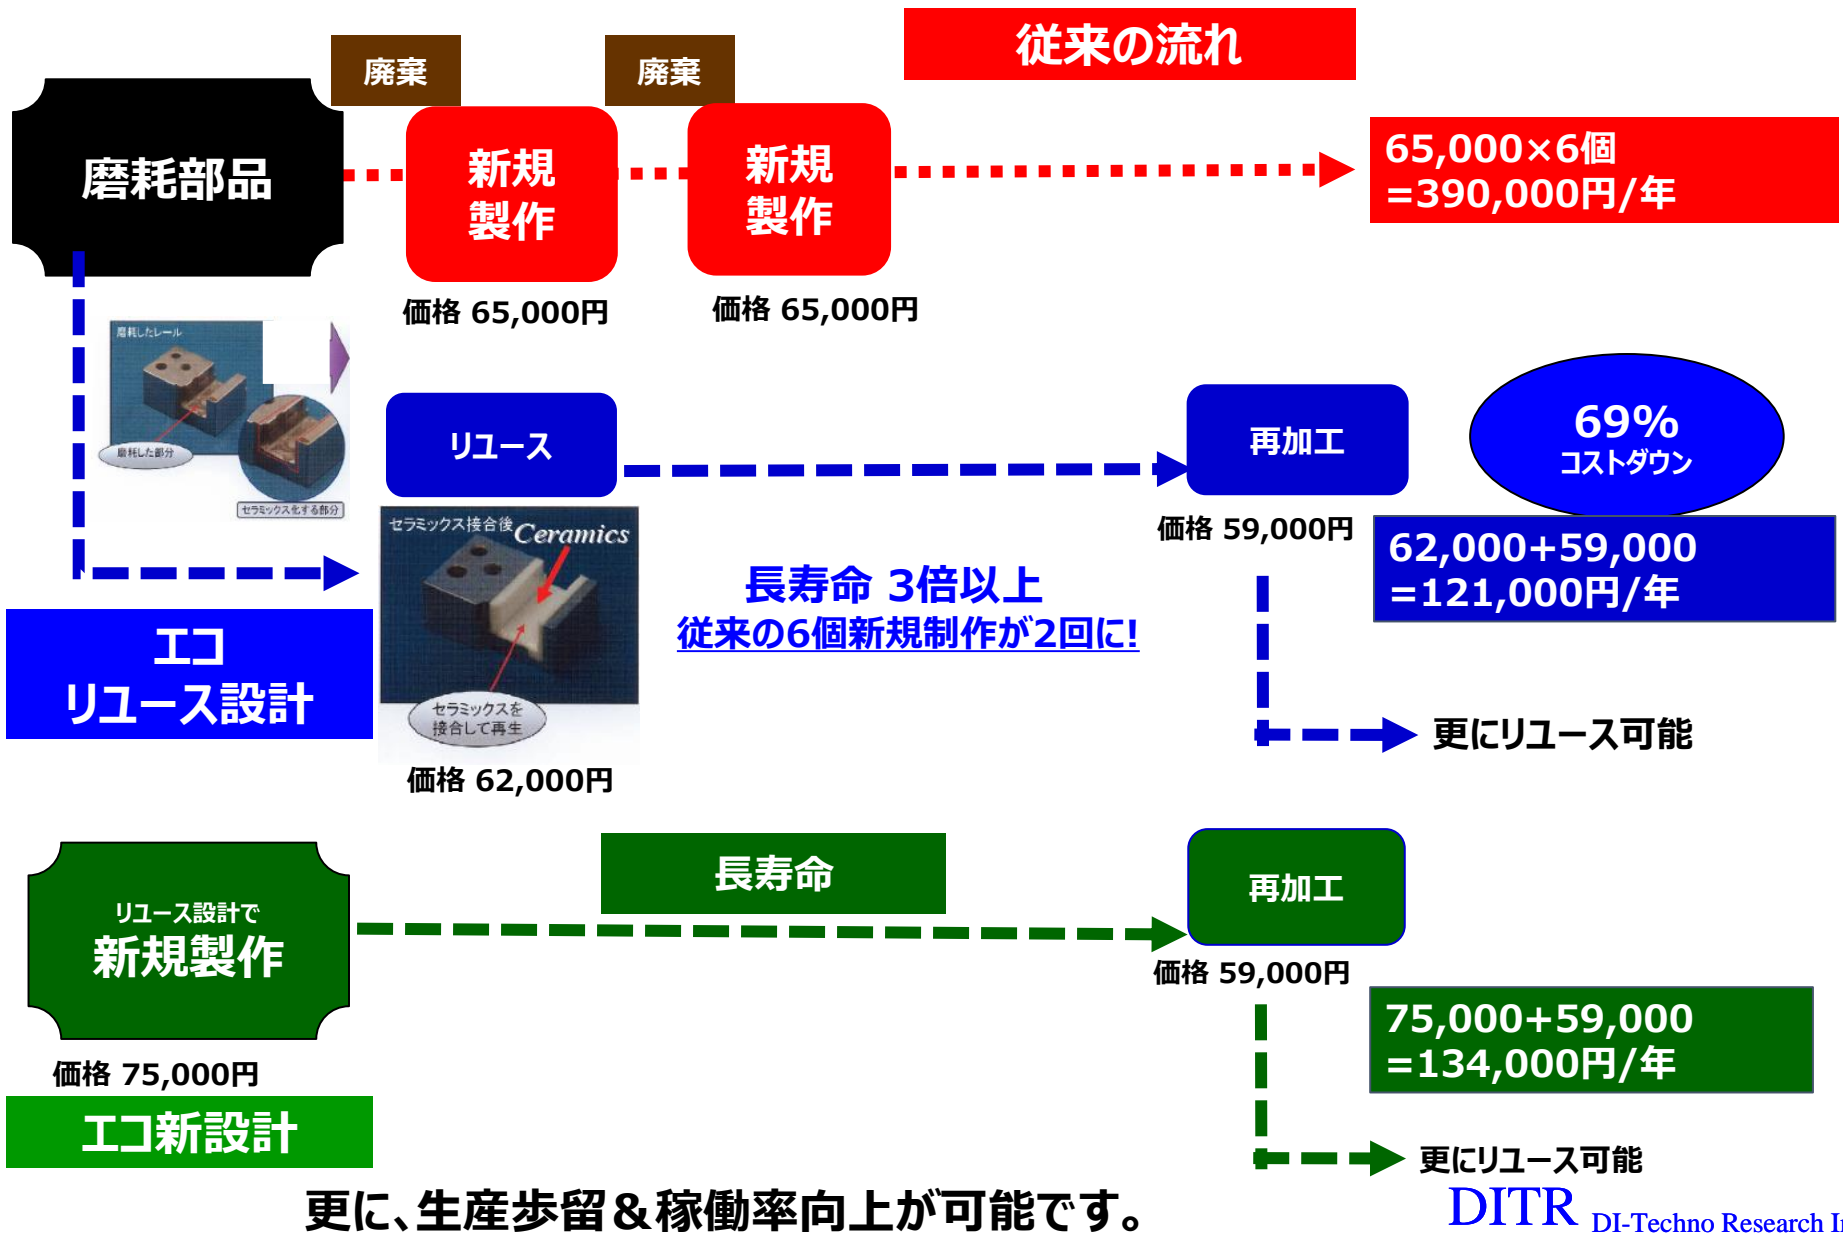 従来の流れ
廃棄
廃棄
磨耗部品
新規
製作
新規
製作
65,000×6個
=390,000円/年
価格 65,000円
価格 65,000円
磨耗したレール
磨耗した部分
セラミックス化する部分
リユース
再加工
69%
コストダウン
セラミックス接合後
Ceramics
価格 59,000円
62,000+59,000
=121,000円/年
長寿命 3倍以上
従来の6個新規制作が2回に!
エコ
リユース設計
セラミックスを
接合して再生
更にリユース可能
価格 62,000円
長寿命
リユース設計で
新規製作
再加工
価格 59,000円
75,000+59,000
=134,000円/年
価格 75,000円
エコ新設計
更にリユース可能
更に、生産歩留&稼働率向上が可能です。
DITR DI-Techno Research